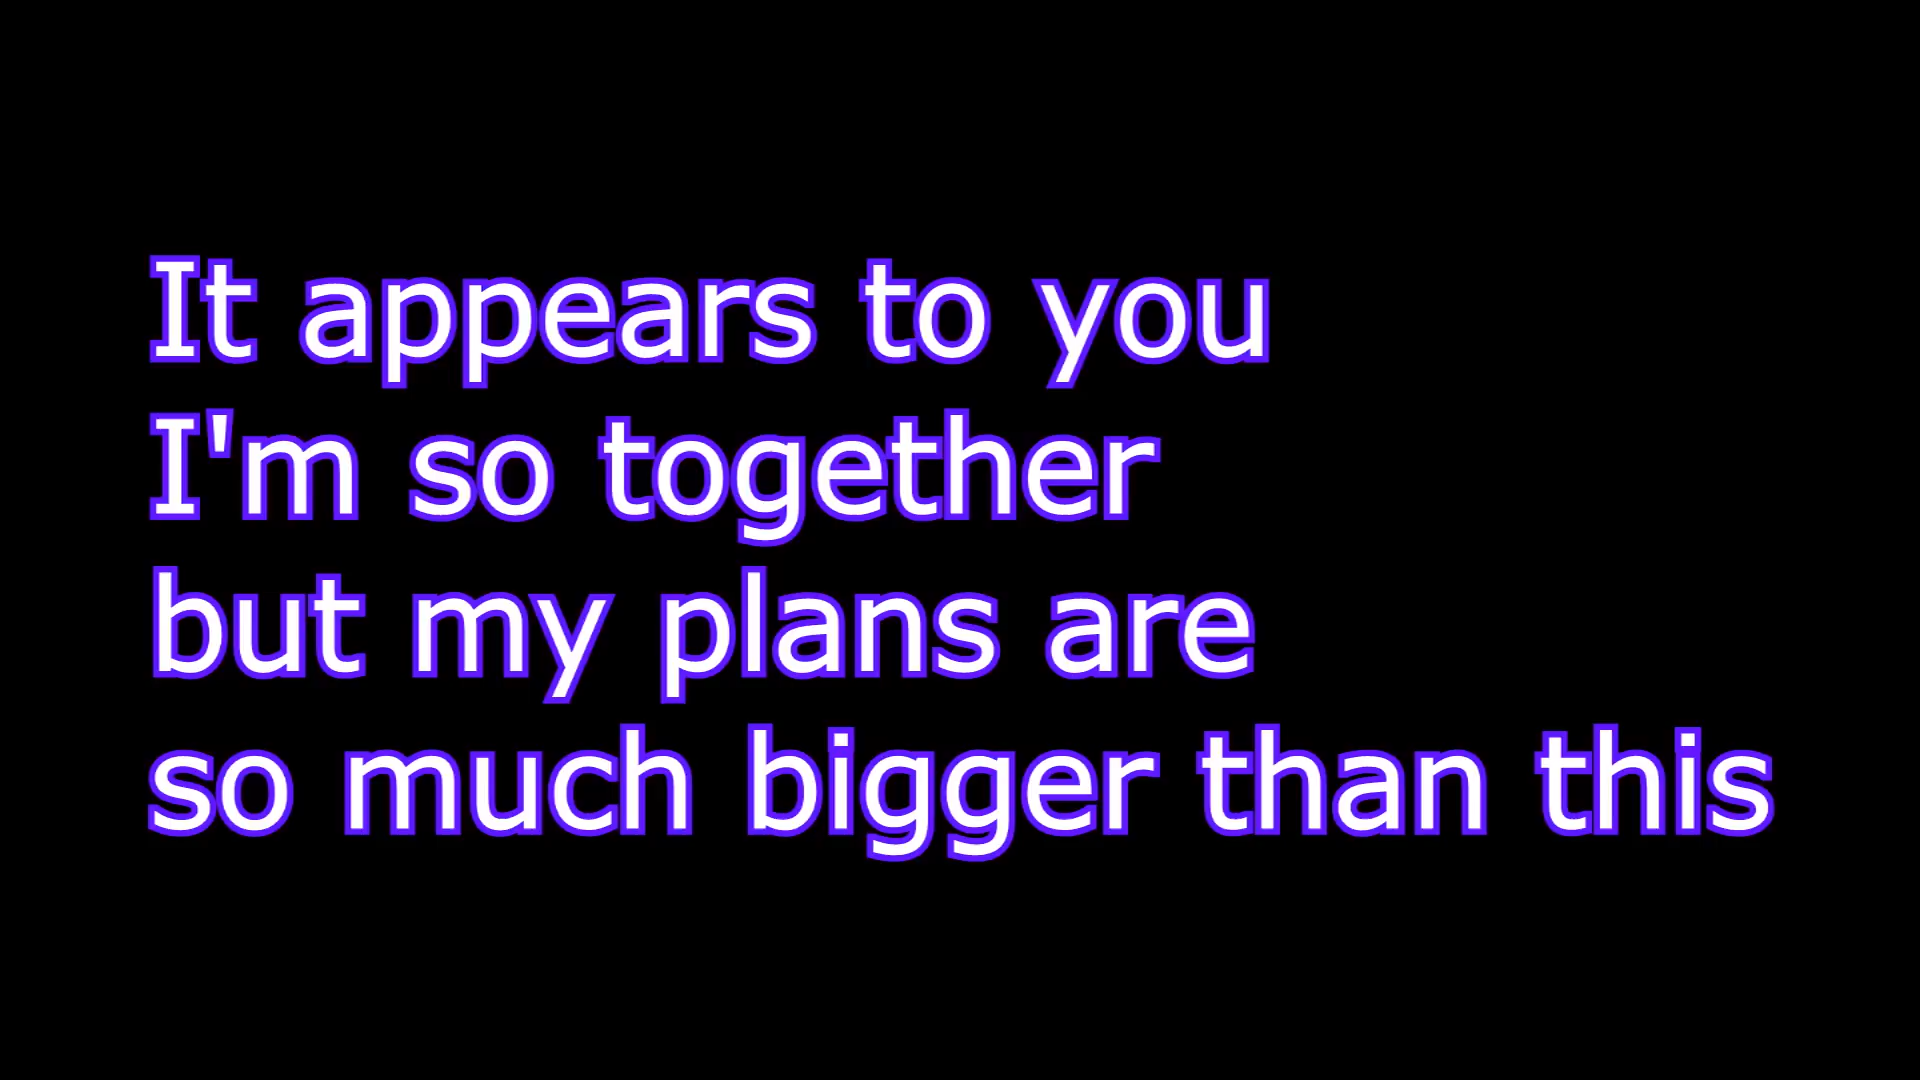 It appears to you
I'm so together
but my plans are
so much bigger than this